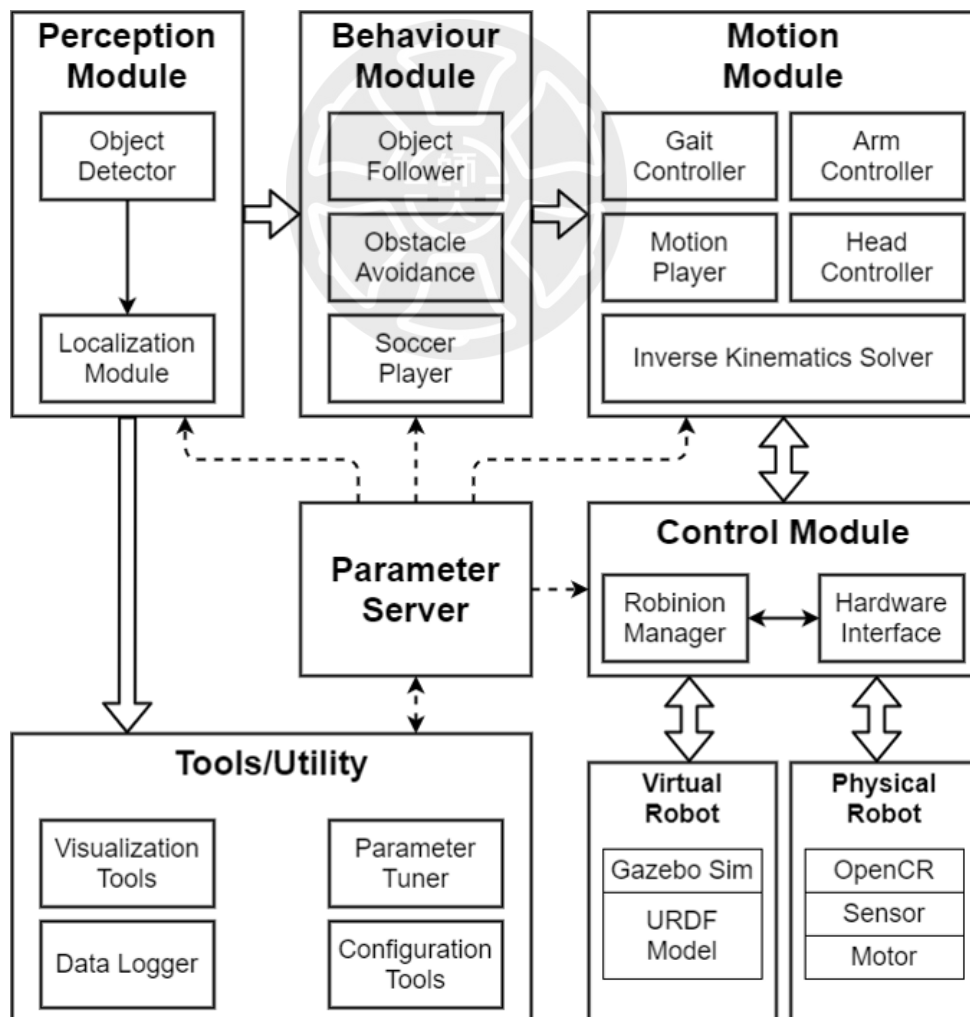 Perception
Module
Object
Detector
Localization
Module
Behaviour
Module
Object
Follower
Obstacle
Avoidance
Soccer
Player
Motion
Module
Gait
Controller
Arm
Controller
Motion
Player
Head
Controller
Inverse Kinematics Solver
Parameter
Server
Control Module
Robinion
Manager
Hardware
Interface
Tools/Utility
Visualization
Tools
Parameter
Tuner
Data Logger
Configuration
Tools
Virtual
Robot
Gazebo Sim
URDF
Model
Physical
Robot
OpenCR
Sensor
Motor